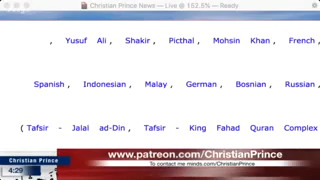 Christian Prince News — Live @ 162.5% — Ready
, Yusuf Ali , Shakir , Picthal , Mohsin Khan , French ,
Spanish , Indonesian , Malay , German , Bosnian , Russian ,
( Tafsir - Jalal ad-Din , Tafsir - King Fahad Quran Complex
Christian Prince
www.patreon.com/ChristianPrince
4:29
To contact me minds.com/ChristianPrince